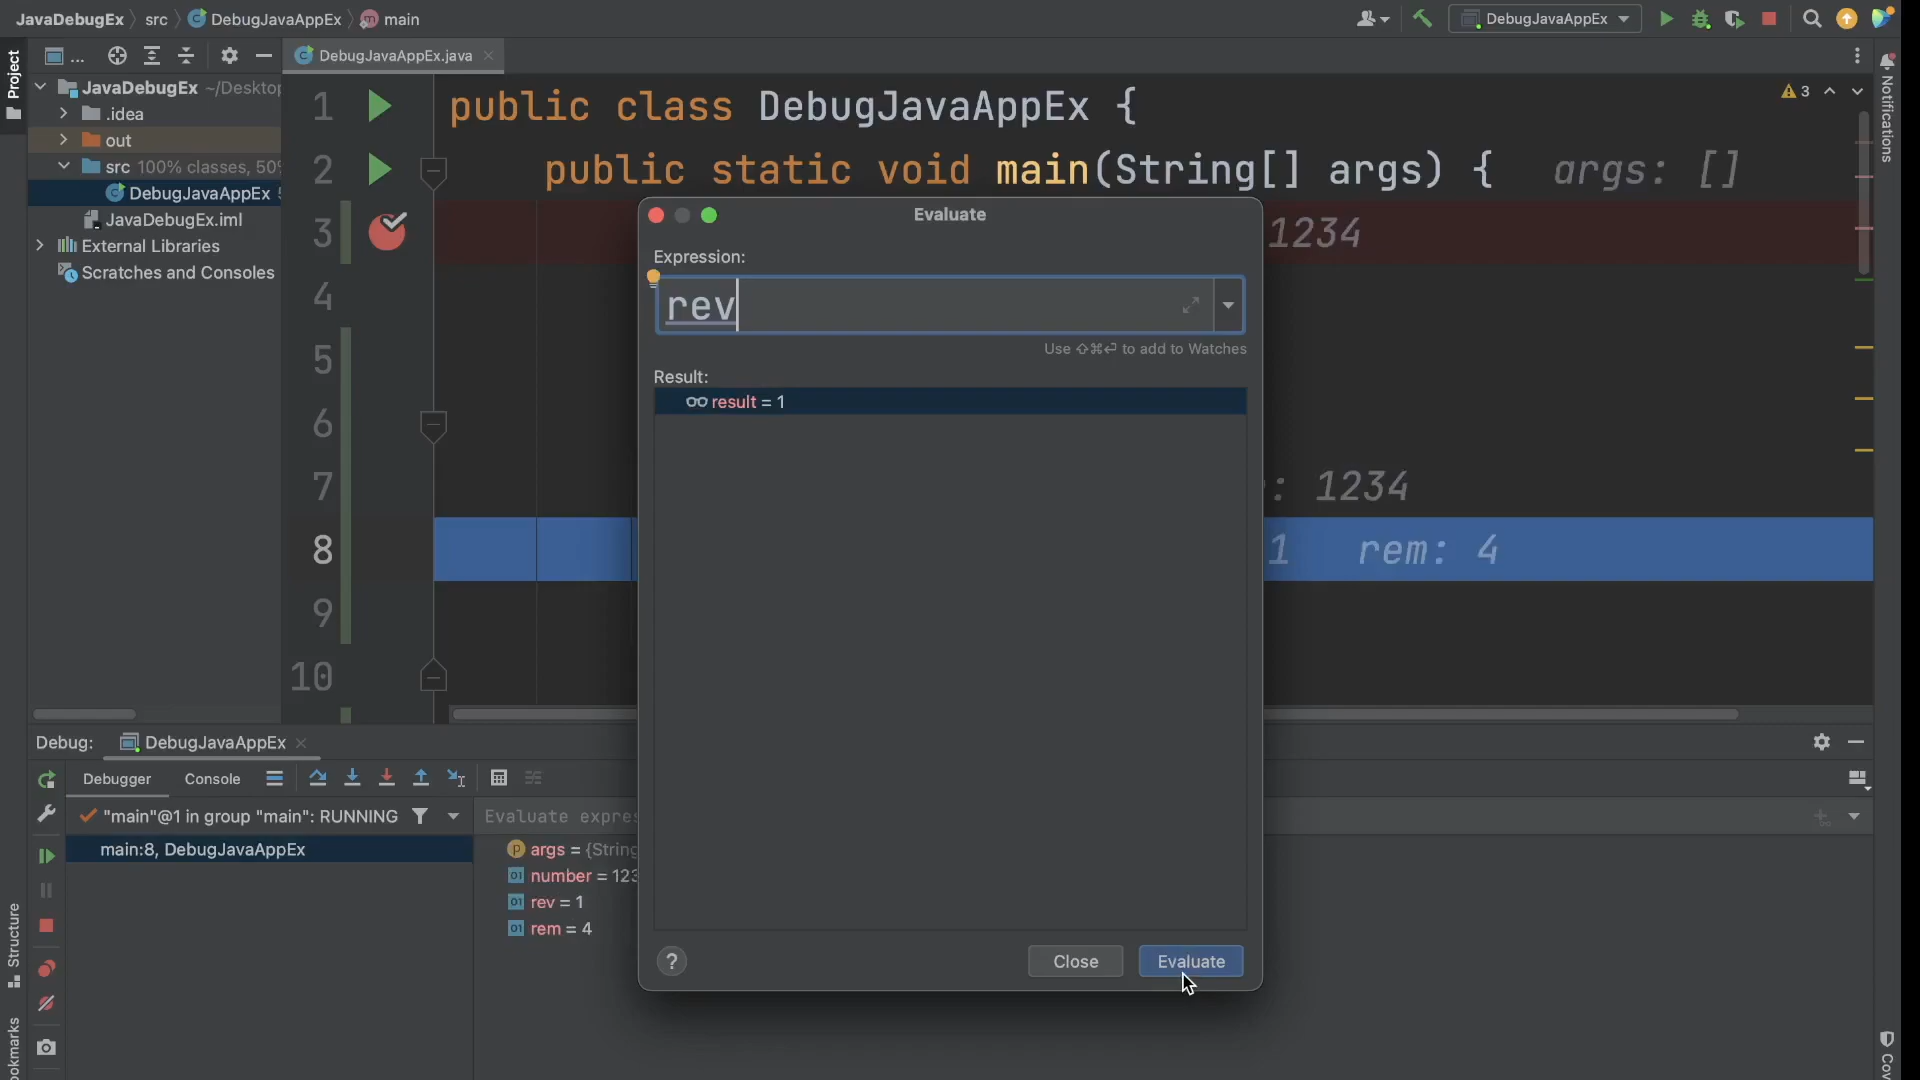 JavaDebugEx
src
DebugJavaAppEx
main
DebugJavaAppEx
Project
...
DebugJavaAppEx.java
JavaDebugEx ~/Desktop
.idea
out
src 100% classes, 50%
DebugJavaAppEx
JavaDebugEx.iml
External Libraries
Scratches and Consoles
3
Notifications
1 public class DebugJavaAppEx {
2 public static void main(String[] args) { args: []
3 1234
4
5
6
7 : 1234
8 1 rem: 4
9
10
Evaluate
Expression:
rev
Use ⇧⌘⏎ to add to Watches
Result:
result = 1
?
Close
Evaluate
Debug:
DebugJavaAppEx
Debugger
Console
"main"@1 in group "main": RUNNING
main:8, DebugJavaAppEx
Evaluate expre
args = {String
number = 123
rev = 1
rem = 4
Structure
ookmarks
Cov